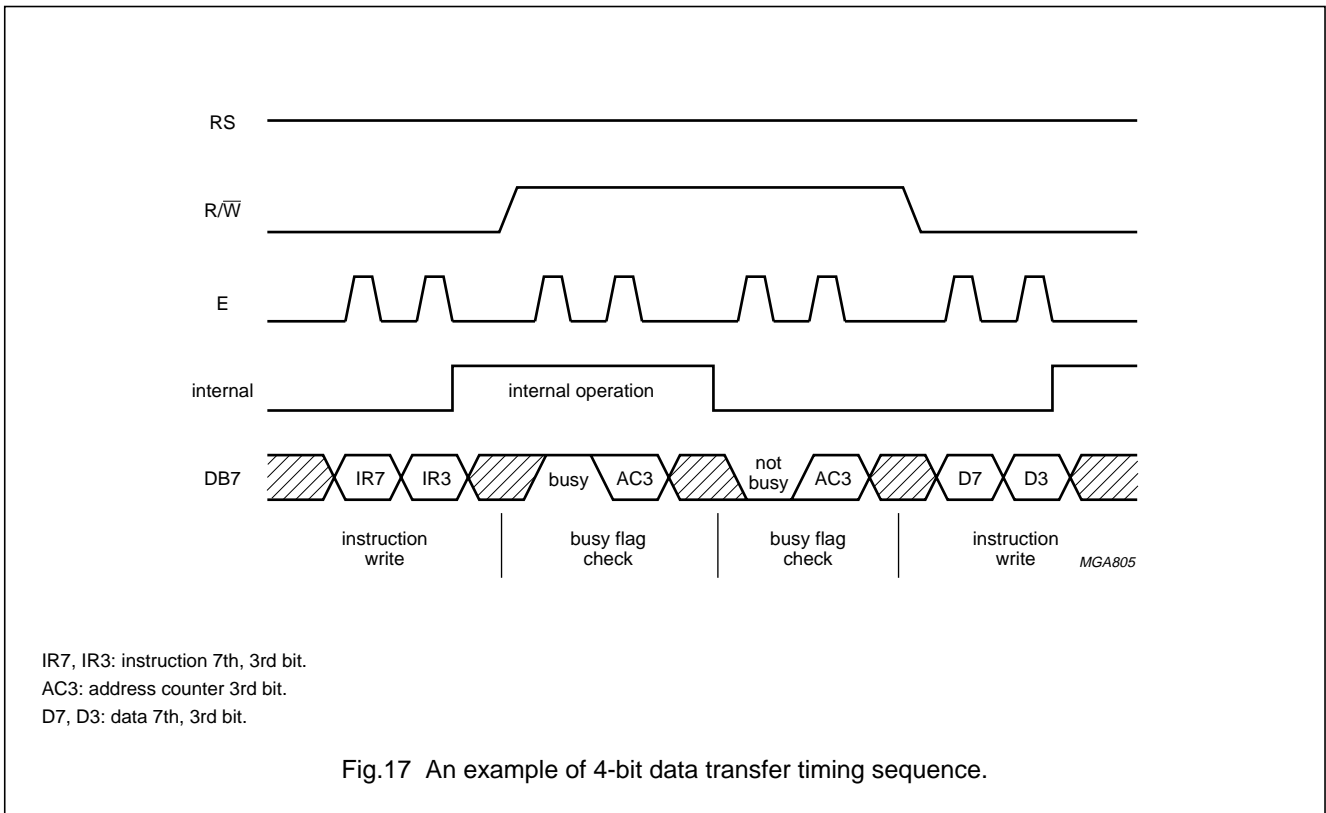 RS
R/W̅
E
internal
internal operation
DB7
IR7
IR3
busy
AC3
not
busy
AC3
D7
D3
instruction
write
busy flag
check
busy flag
check
instruction
write
MGA805
IR7, IR3: instruction 7th, 3rd bit.
AC3: address counter 3rd bit.
D7, D3: data 7th, 3rd bit.
Fig.17 An example of 4-bit data transfer timing sequence.